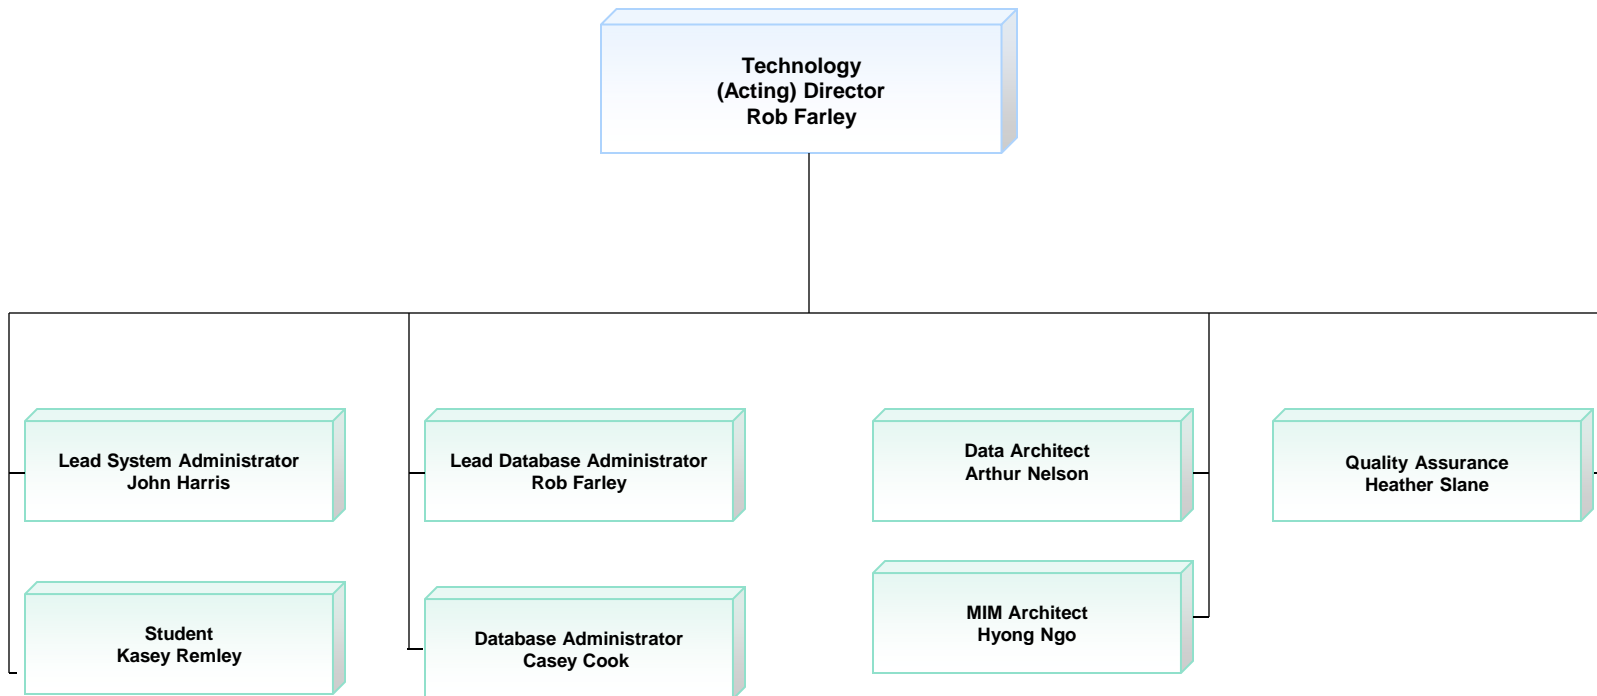 Technology
(Acting) Director
Rob Farley
Lead System Administrator
John Harris
Lead Database Administrator
Rob Farley
Data Architect
Arthur Nelson
Quality Assurance
Heather Slane
Student
Kasey Remley
Database Administrator
Casey Cook
MIM Architect
Hyong Ngo